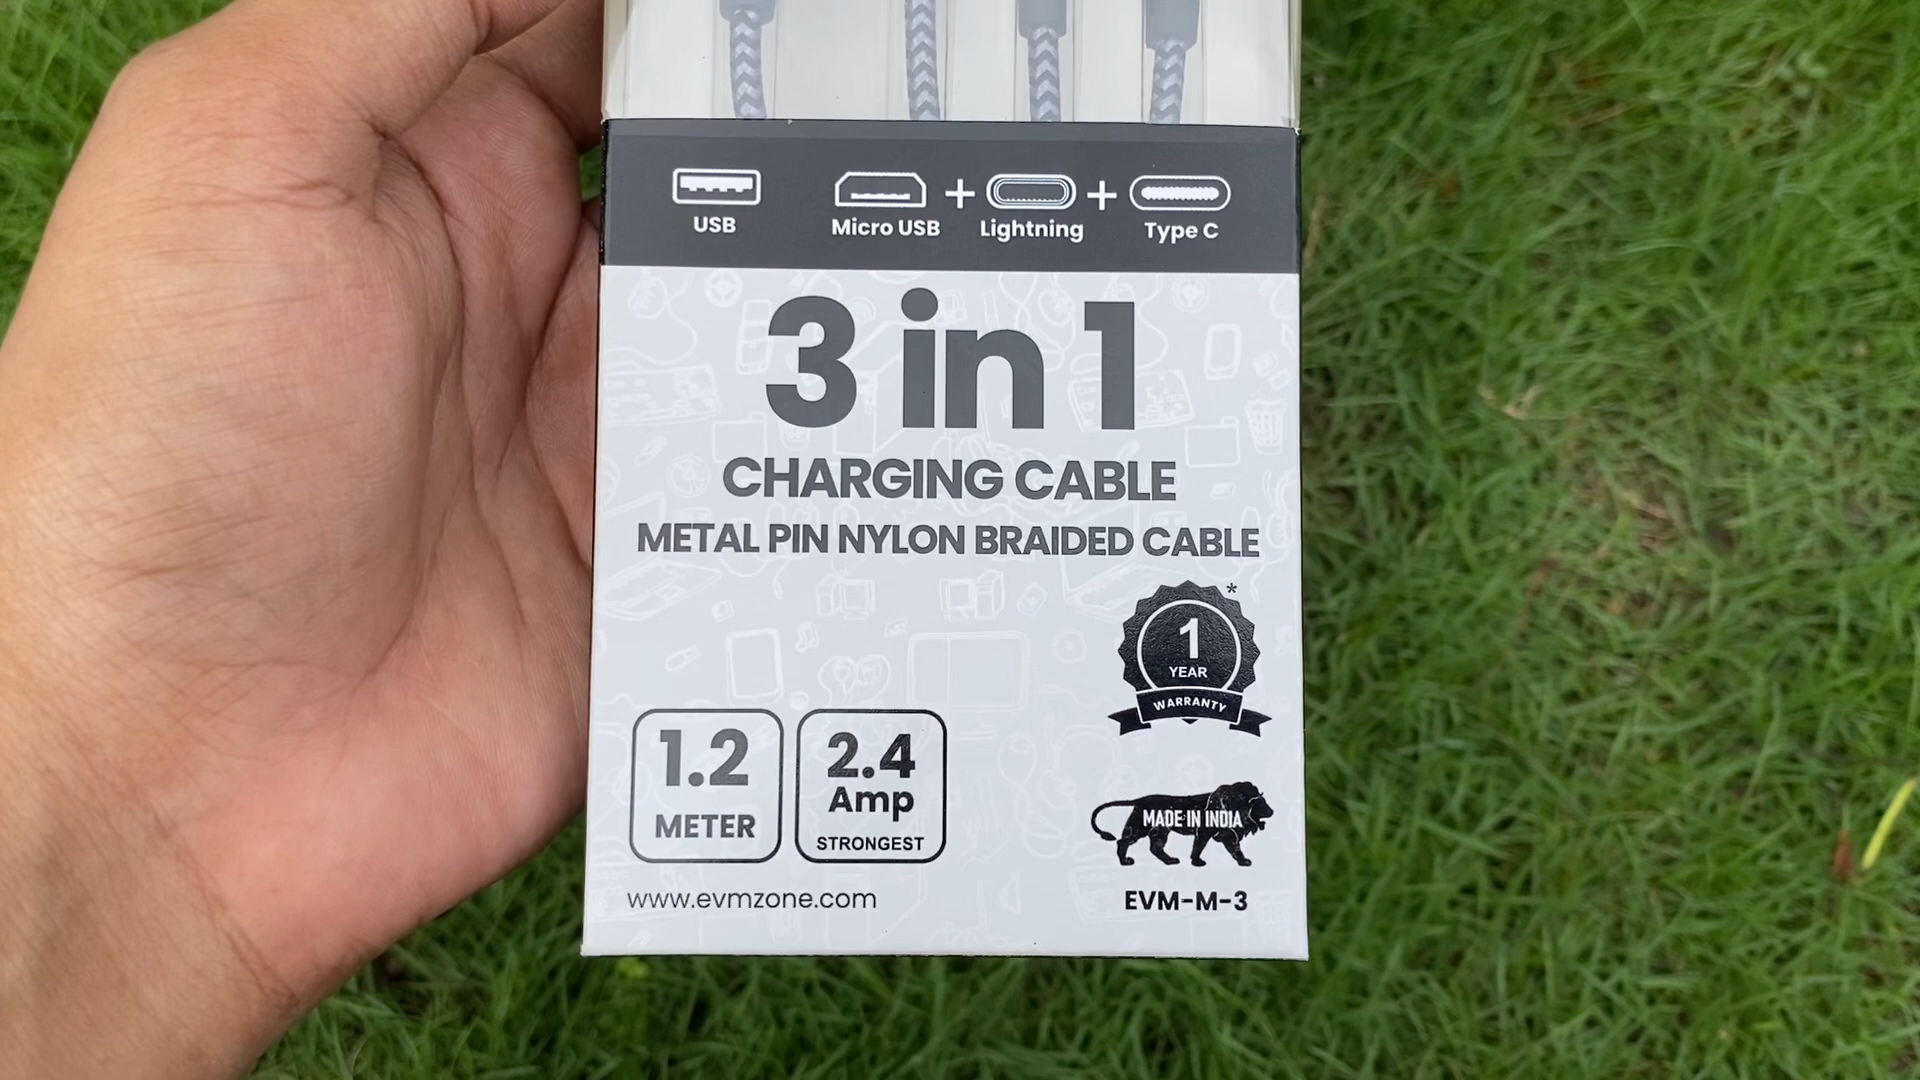 USB
Micro USB + Lightning + Type C
3 in 1
CHARGING CABLE
METAL PIN NYLON BRAIDED CABLE
*
1
YEAR
WARRANTY
1.2
METER
2.4
Amp
STRONGEST
MADE IN INDIA
www.evmzone.com
EVM-M-3